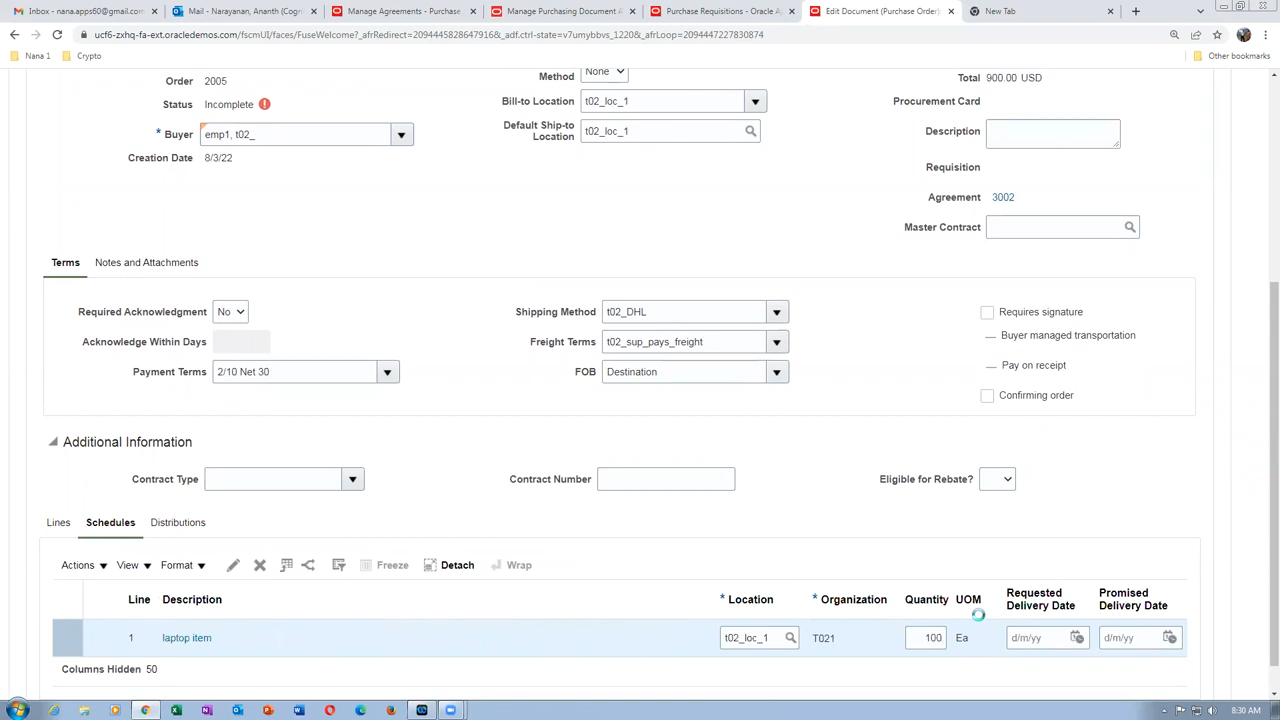 Inbox - nana.apps60@gmail.com
Mail - Narayanan, Ananth (Cogn
Manage Agreements - Purchase
Manage Purchasing Document A
Purchase Requisitions - Oracle A
Edit Document (Purchase Order)
New Tab
ucf6-zxhq-fa-ext.oracledemos.com/fscmUI/faces/FuseWelcome?_afrRedirect=2094445828647916&_adf.ctrl-state=v7umybbvs_1220&_afrLoop=2094447227830874
Nana 1 Crypto Other bookmarks
Order 2005
Method None
Total 900.00 USD
Status Incomplete
Bill-to Location t02_loc_1
Procurement Card
* Buyer emp1, t02_
Default Ship-to Location t02_loc_1
Description
Creation Date 8/3/22
Requisition
Agreement 3002
Master Contract
Terms Notes and Attachments
Required Acknowledgment No
Shipping Method t02_DHL
Requires signature
Acknowledge Within Days
Freight Terms t02_sup_pays_freight
Buyer managed transportation
Payment Terms 2/10 Net 30
FOB Destination
Pay on receipt
Confirming order
Additional Information
Contract Type Contract Number Eligible for Rebate?
Lines Schedules Distributions
Actions View Format Freeze Detach Wrap
Line Description * Location * Organization Quantity UOM Requested Delivery Date Promised Delivery Date
1 laptop item t02_loc_1 T021 100 Ea d/m/yy d/m/yy
Columns Hidden 50
8:30 AM